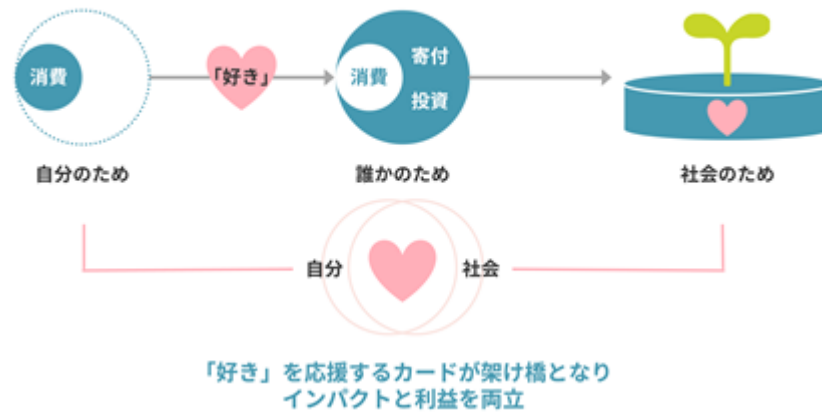 消費
「好き」
消費
寄付
投資
自分のため
誰かのため
社会のため
自分
社会
「好き」を応援するカードが架け橋となり
インパクトと利益を両立